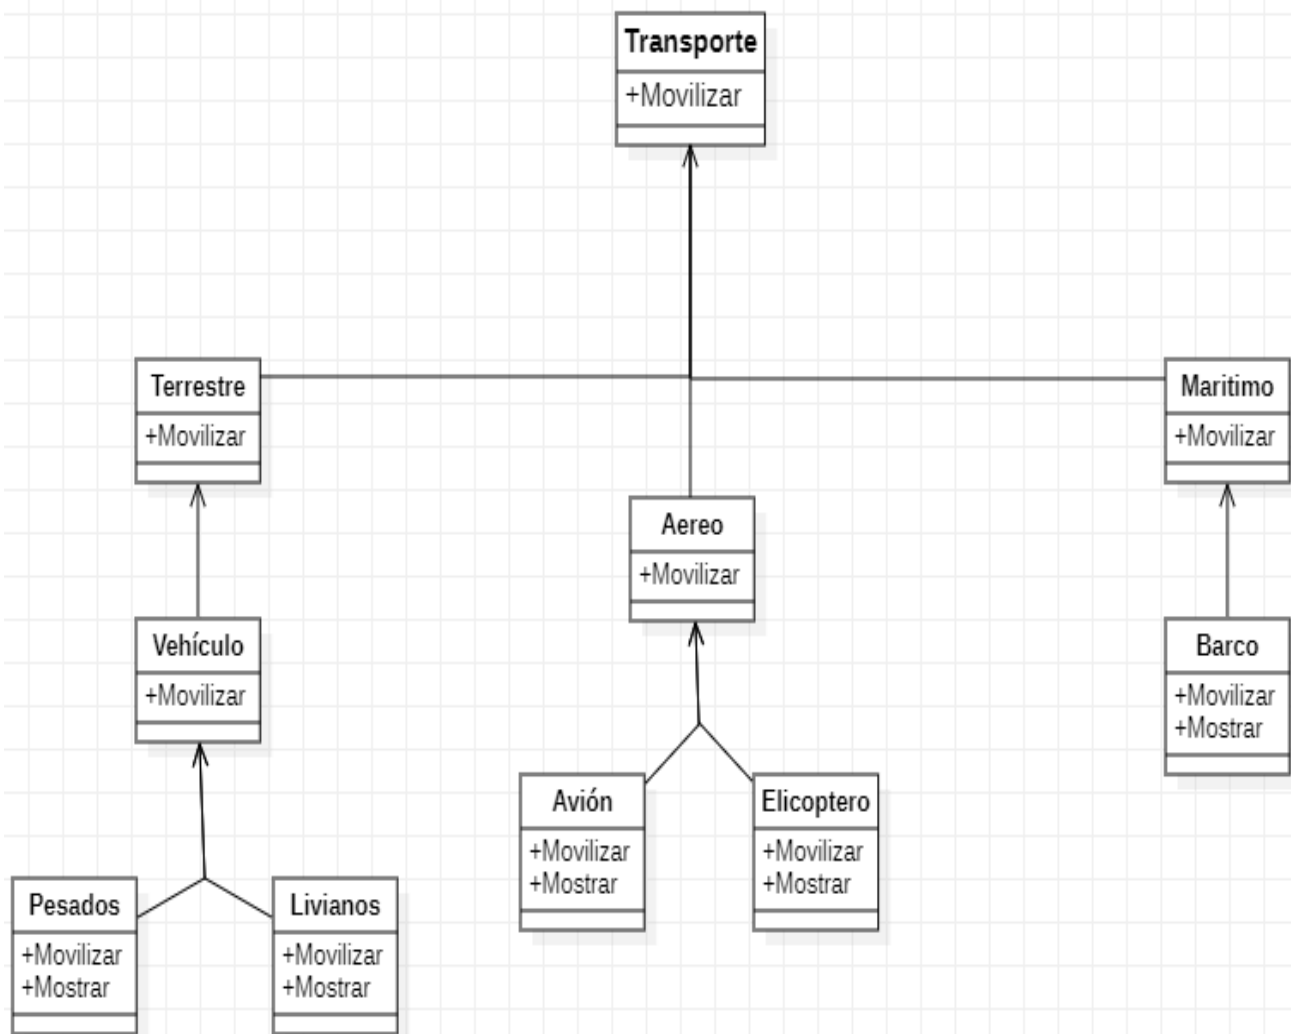 Transporte
+Movilizar
Terrestre
+Movilizar
Maritimo
+Movilizar
Aereo
+Movilizar
Vehículo
+Movilizar
Barco
+Movilizar
+Mostrar
Avión
+Movilizar
+Mostrar
Elicoptero
+Movilizar
+Mostrar
Pesados
+Movilizar
+Mostrar
Livianos
+Movilizar
+Mostrar